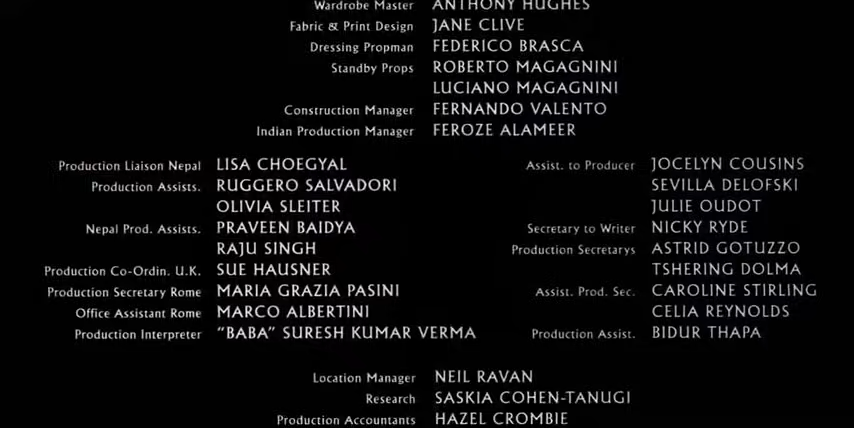 Wardrobe Master ANTHONY HUGHES
Fabric & Print Design JANE CLIVE
Dressing Propman FEDERICO BRASCA
Standby Props ROBERTO MAGAGNINI
LUCIANO MAGAGNINI
Construction Manager FERNANDO VALENTO
Indian Production Manager FEROZE ALAMEER
Production Liaison Nepal LISA CHOEGYAL
Production Assists. RUGGERO SALVADORI
OLIVIA SLEITER
Nepal Prod. Assists. PRAVEEN BAIDYA
RAJU SINGH
Production Co-Ordin. U.K. SUE HAUSNER
Production Secretary Rome MARIA GRAZIA PASINI
Office Assistant Rome MARCO ALBERTINI
Production Interpreter “BABA” SURESH KUMAR VERMA
Assist. to Producer JOCELYN COUSINS
SEVILLA DELOFSKI
JULIE OUDOT
Secretary to Writer NICKY RYDE
Production Secretarys ASTRID GOTUZZO
TSHERING DOLMA
Assist. Prod. Sec. CAROLINE STIRLING
CELIA REYNOLDS
Production Assist. BIDUR THAPA
Location Manager NEIL RAVAN
Research SASKIA COHEN-TANUGI
Production Accountants HAZEL CROMBIE